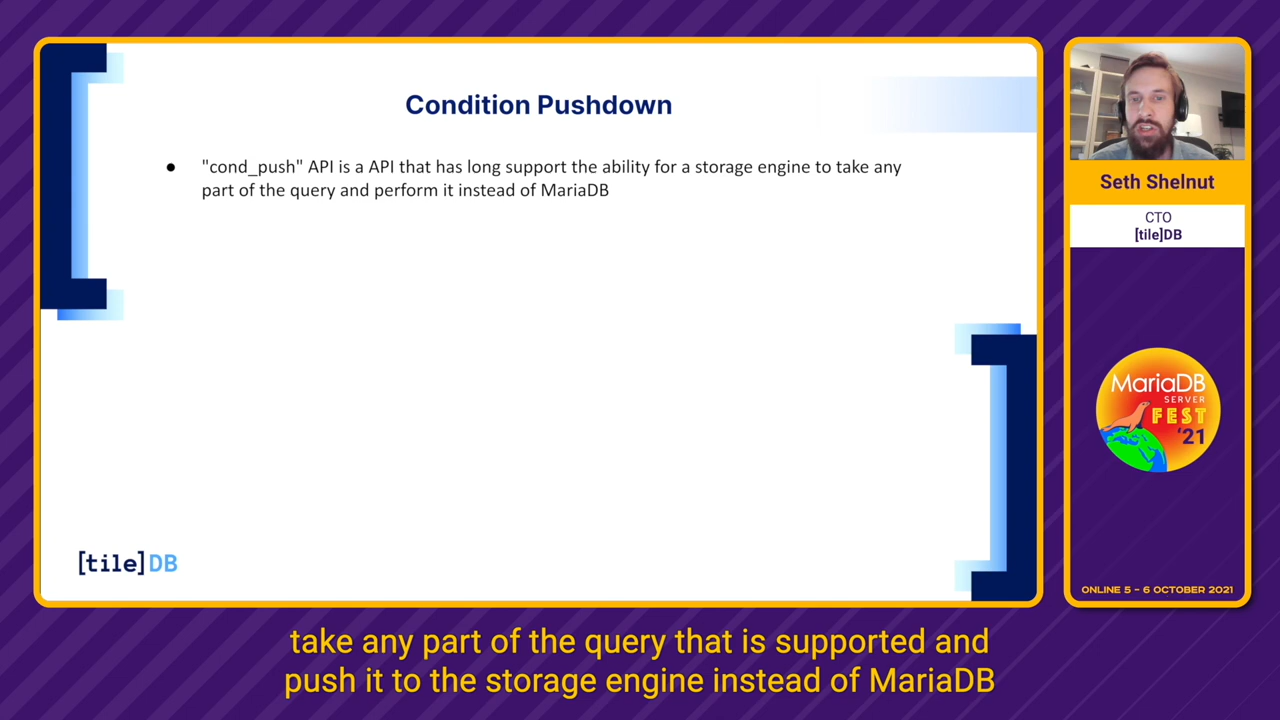 Condition Pushdown
● "cond_push" API is a API that has long support the ability for a storage engine to take any
part of the query and perform it instead of MariaDB
[tile]DB
Seth Shelnut
CTO
[tile]DB
MariaDB
SERVER
FEST
'21
ONLINE 5 – 6 OCTOBER 2021
take any part of the query that is supported and
push it to the storage engine instead of MariaDB